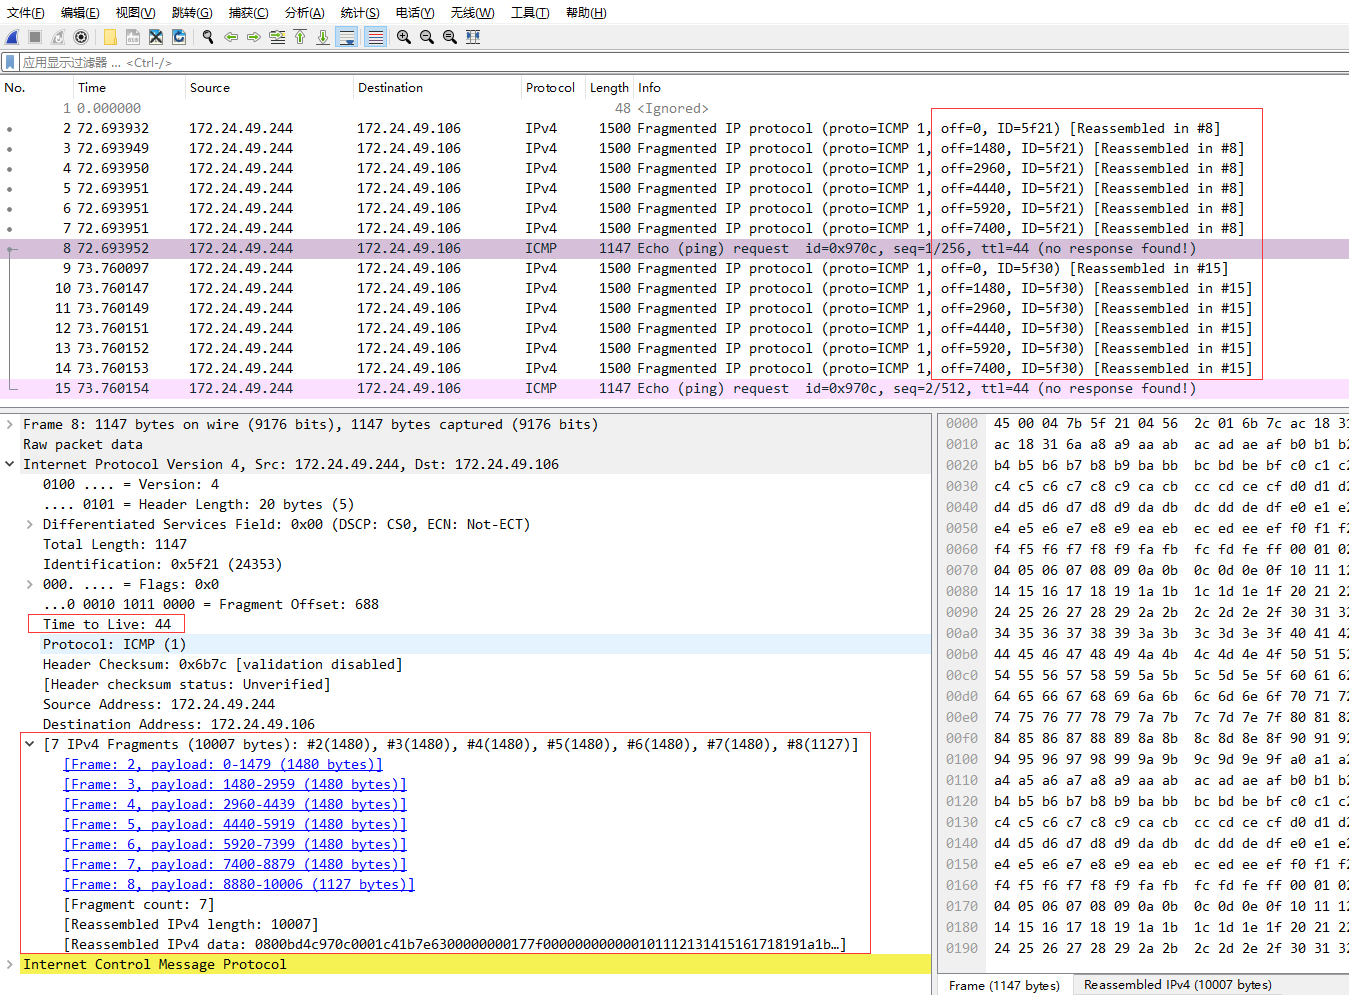 文件(F) 编辑(E) 视图(V) 跳转(G) 捕获(C) 分析(A) 统计(S) 电话(Y) 无线(W) 工具(T) 帮助(H)
应用显示过滤器 … <Ctrl-/>
No. Time Source Destination Protocol Length Info
1 0.000000 48 <Ignored>
2 72.693932 172.24.49.244 172.24.49.106 IPv4 1500 Fragmented IP protocol (proto=ICMP 1, off=0, ID=5f21) [Reassembled in #8]
3 72.693949 172.24.49.244 172.24.49.106 IPv4 1500 Fragmented IP protocol (proto=ICMP 1, off=1480, ID=5f21) [Reassembled in #8]
4 72.693950 172.24.49.244 172.24.49.106 IPv4 1500 Fragmented IP protocol (proto=ICMP 1, off=2960, ID=5f21) [Reassembled in #8]
5 72.693951 172.24.49.244 172.24.49.106 IPv4 1500 Fragmented IP protocol (proto=ICMP 1, off=4440, ID=5f21) [Reassembled in #8]
6 72.693951 172.24.49.244 172.24.49.106 IPv4 1500 Fragmented IP protocol (proto=ICMP 1, off=5920, ID=5f21) [Reassembled in #8]
7 72.693951 172.24.49.244 172.24.49.106 IPv4 1500 Fragmented IP protocol (proto=ICMP 1, off=7400, ID=5f21) [Reassembled in #8]
8 72.693952 172.24.49.244 172.24.49.106 ICMP 1147 Echo (ping) request id=0x970c, seq=1/256, ttl=44 (no response found!)
9 73.760097 172.24.49.244 172.24.49.106 IPv4 1500 Fragmented IP protocol (proto=ICMP 1, off=0, ID=5f30) [Reassembled in #15]
10 73.760147 172.24.49.244 172.24.49.106 IPv4 1500 Fragmented IP protocol (proto=ICMP 1, off=1480, ID=5f30) [Reassembled in #15]
11 73.760149 172.24.49.244 172.24.49.106 IPv4 1500 Fragmented IP protocol (proto=ICMP 1, off=2960, ID=5f30) [Reassembled in #15]
12 73.760151 172.24.49.244 172.24.49.106 IPv4 1500 Fragmented IP protocol (proto=ICMP 1, off=4440, ID=5f30) [Reassembled in #15]
13 73.760152 172.24.49.244 172.24.49.106 IPv4 1500 Fragmented IP protocol (proto=ICMP 1, off=5920, ID=5f30) [Reassembled in #15]
14 73.760153 172.24.49.244 172.24.49.106 IPv4 1500 Fragmented IP protocol (proto=ICMP 1, off=7400, ID=5f30) [Reassembled in #15]
15 73.760154 172.24.49.244 172.24.49.106 ICMP 1147 Echo (ping) request id=0x970c, seq=2/512, ttl=44 (no response found!)
Frame 8: 1147 bytes on wire (9176 bits), 1147 bytes captured (9176 bits)
Raw packet data
Internet Protocol Version 4, Src: 172.24.49.244, Dst: 172.24.49.106
0100 .... = Version: 4
.... 0101 = Header Length: 20 bytes (5)
Differentiated Services Field: 0x00 (DSCP: CS0, ECN: Not-ECT)
Total Length: 1147
Identification: 0x5f21 (24353)
000. .... = Flags: 0x0
...0 0010 1011 0000 = Fragment Offset: 688
Time to Live: 44
Protocol: ICMP (1)
Header Checksum: 0x6b7c [validation disabled]
[Header checksum status: Unverified]
Source Address: 172.24.49.244
Destination Address: 172.24.49.106
[7 IPv4 Fragments (10007 bytes): #2(1480), #3(1480), #4(1480), #5(1480), #6(1480), #7(1480), #8(1127)]
[Frame: 2, payload: 0-1479 (1480 bytes)]
[Frame: 3, payload: 1480-2959 (1480 bytes)]
[Frame: 4, payload: 2960-4439 (1480 bytes)]
[Frame: 5, payload: 4440-5919 (1480 bytes)]
[Frame: 6, payload: 5920-7399 (1480 bytes)]
[Frame: 7, payload: 7400-8879 (1480 bytes)]
[Frame: 8, payload: 8880-10006 (1127 bytes)]
[Fragment count: 7]
[Reassembled IPv4 length: 10007]
[Reassembled IPv4 data: 0800bd4c970c0001c41b7e6300000000177f000000000000101112131415161718191a1b…]
Internet Control Message Protocol
0000 45 00 04 7b 5f 21 04 56 2c 01 6b 7c ac 18 31
0010 ac 18 31 6a a8 a9 aa ab ac ad ae af b0 b1 b2
0020 b4 b5 b6 b7 b8 b9 ba bb bc bd be bf c0 c1 c2
0030 c4 c5 c6 c7 c8 c9 ca cb cc cd ce cf d0 d1 d2
0040 d4 d5 d6 d7 d8 d9 da db dc dd de df e0 e1 e2
0050 e4 e5 e6 e7 e8 e9 ea eb ec ed ee ef f0 f1 f2
0060 f4 f5 f6 f7 f8 f9 fa fb fc fd fe ff 00 01 02
0070 04 05 06 07 08 09 0a 0b 0c 0d 0e 0f 10 11 12
0080 14 15 16 17 18 19 1a 1b 1c 1d 1e 1f 20 21 22
0090 24 25 26 27 28 29 2a 2b 2c 2d 2e 2f 30 31 32
00a0 34 35 36 37 38 39 3a 3b 3c 3d 3e 3f 40 41 42
00b0 44 45 46 47 48 49 4a 4b 4c 4d 4e 4f 50 51 52
00c0 54 55 56 57 58 59 5a 5b 5c 5d 5e 5f 60 61 62
00d0 64 65 66 67 68 69 6a 6b 6c 6d 6e 6f 70 71 72
00e0 74 75 76 77 78 79 7a 7b 7c 7d 7e 7f 80 81 82
00f0 84 85 86 87 88 89 8a 8b 8c 8d 8e 8f 90 91 92
0100 94 95 96 97 98 99 9a 9b 9c 9d 9e 9f a0 a1 a2
0110 a4 a5 a6 a7 a8 a9 aa ab ac ad ae af b0 b1 b2
0120 b4 b5 b6 b7 b8 b9 ba bb bc bd be bf c0 c1 c2
0130 c4 c5 c6 c7 c8 c9 ca cb cc cd ce cf d0 d1 d2
0140 d4 d5 d6 d7 d8 d9 da db dc dd de df e0 e1 e2
0150 e4 e5 e6 e7 e8 e9 ea eb ec ed ee ef f0 f1 f2
0160 f4 f5 f6 f7 f8 f9 fa fb fc fd fe ff 00 01 02
0170 04 05 06 07 08 09 0a 0b 0c 0d 0e 0f 10 11 12
0180 14 15 16 17 18 19 1a 1b 1c 1d 1e 1f 20 21 22
0190 24 25 26 27 28 29 2a 2b 2c 2d 2e 2f 30 31 32
Frame (1147 bytes) Reassembled IPv4 (10007 bytes)